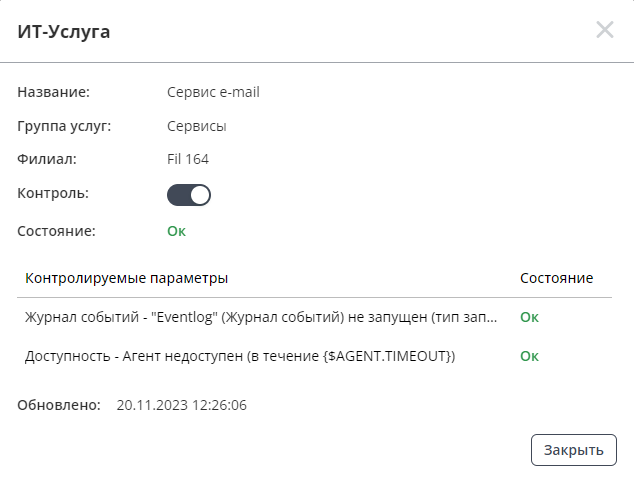 ИТ-Услуга
Название: Сервис e-mail
Группа услуг: Сервисы
Филиал: Fil 164
Контроль:
Состояние: Ок
Контролируемые параметры Состояние
Журнал событий - "Eventlog" (Журнал событий) не запущен (тип зап... Ок
Доступность - Агент недоступен (в течение {$AGENT.TIMEOUT}) Ок
Обновлено: 20.11.2023 12:26:06
Закрыть